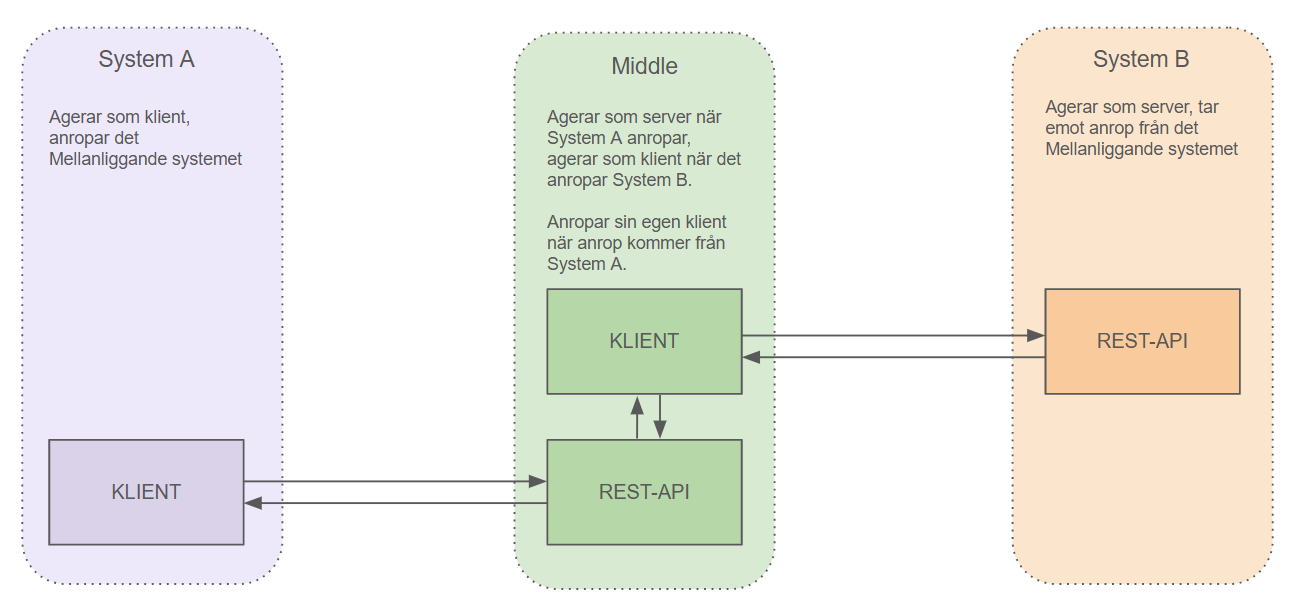 System A
Agerar som klient,
anropar det
Mellanliggande systemet
KLIENT
Middle
Agerar som server när
System A anropar,
agerar som klient när det
anropar System B.
Anropar sin egen klient
när anrop kommer från
System A.
KLIENT
REST-API
System B
Agerar som server, tar
emot anrop från det
Mellanliggande systemet
REST-API